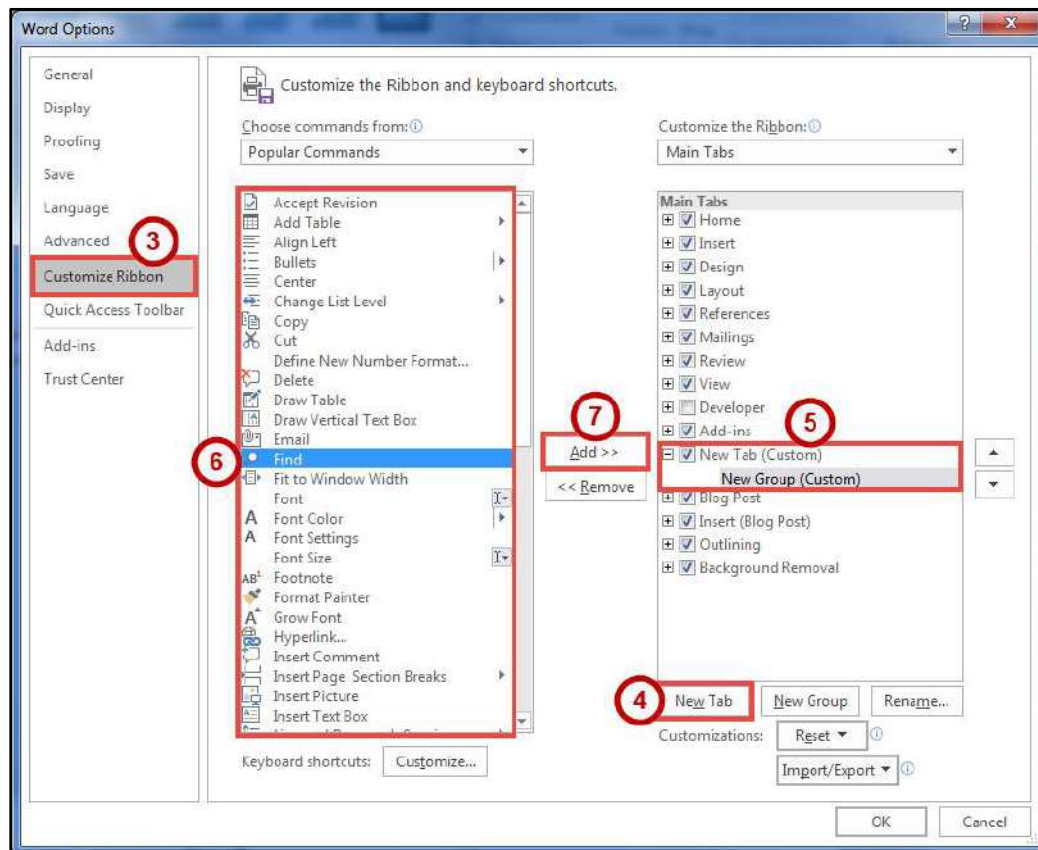 Word Options
General
Display
Proofing
Save
Language
Advanced
3
Customize Ribbon
Quick Access Toolbar
Add-ins
Trust Center
Customize the Ribbon and keyboard shortcuts.
Choose commands from:
Popular Commands
Accept Revision
Add Table
Align Left
Bullets
Center
Change List Level
Copy
Cut
Define New Number Format...
Delete
Draw Table
Draw Vertical Text Box
Email
6
Find
Fit to Window Width
Font
Font Color
Font Settings
Font Size
Footnote
Format Painter
Grow Font
Hyperlink...
Insert Comment
Insert Page Section Breaks
Insert Picture
Insert Text Box
Keyboard shortcuts: Customize...
7
Add >>
<< Remove
Customize the Ribbon:
Main Tabs
Main Tabs
Home
Insert
Design
Layout
References
Mailings
Review
View
Developer
5
Add-ins
New Tab (Custom)
New Group (Custom)
Blog Post
Insert (Blog Post)
Outlining
Background Removal
4
New Tab New Group Rename...
Customizations: Reset
Import/Export
OK Cancel